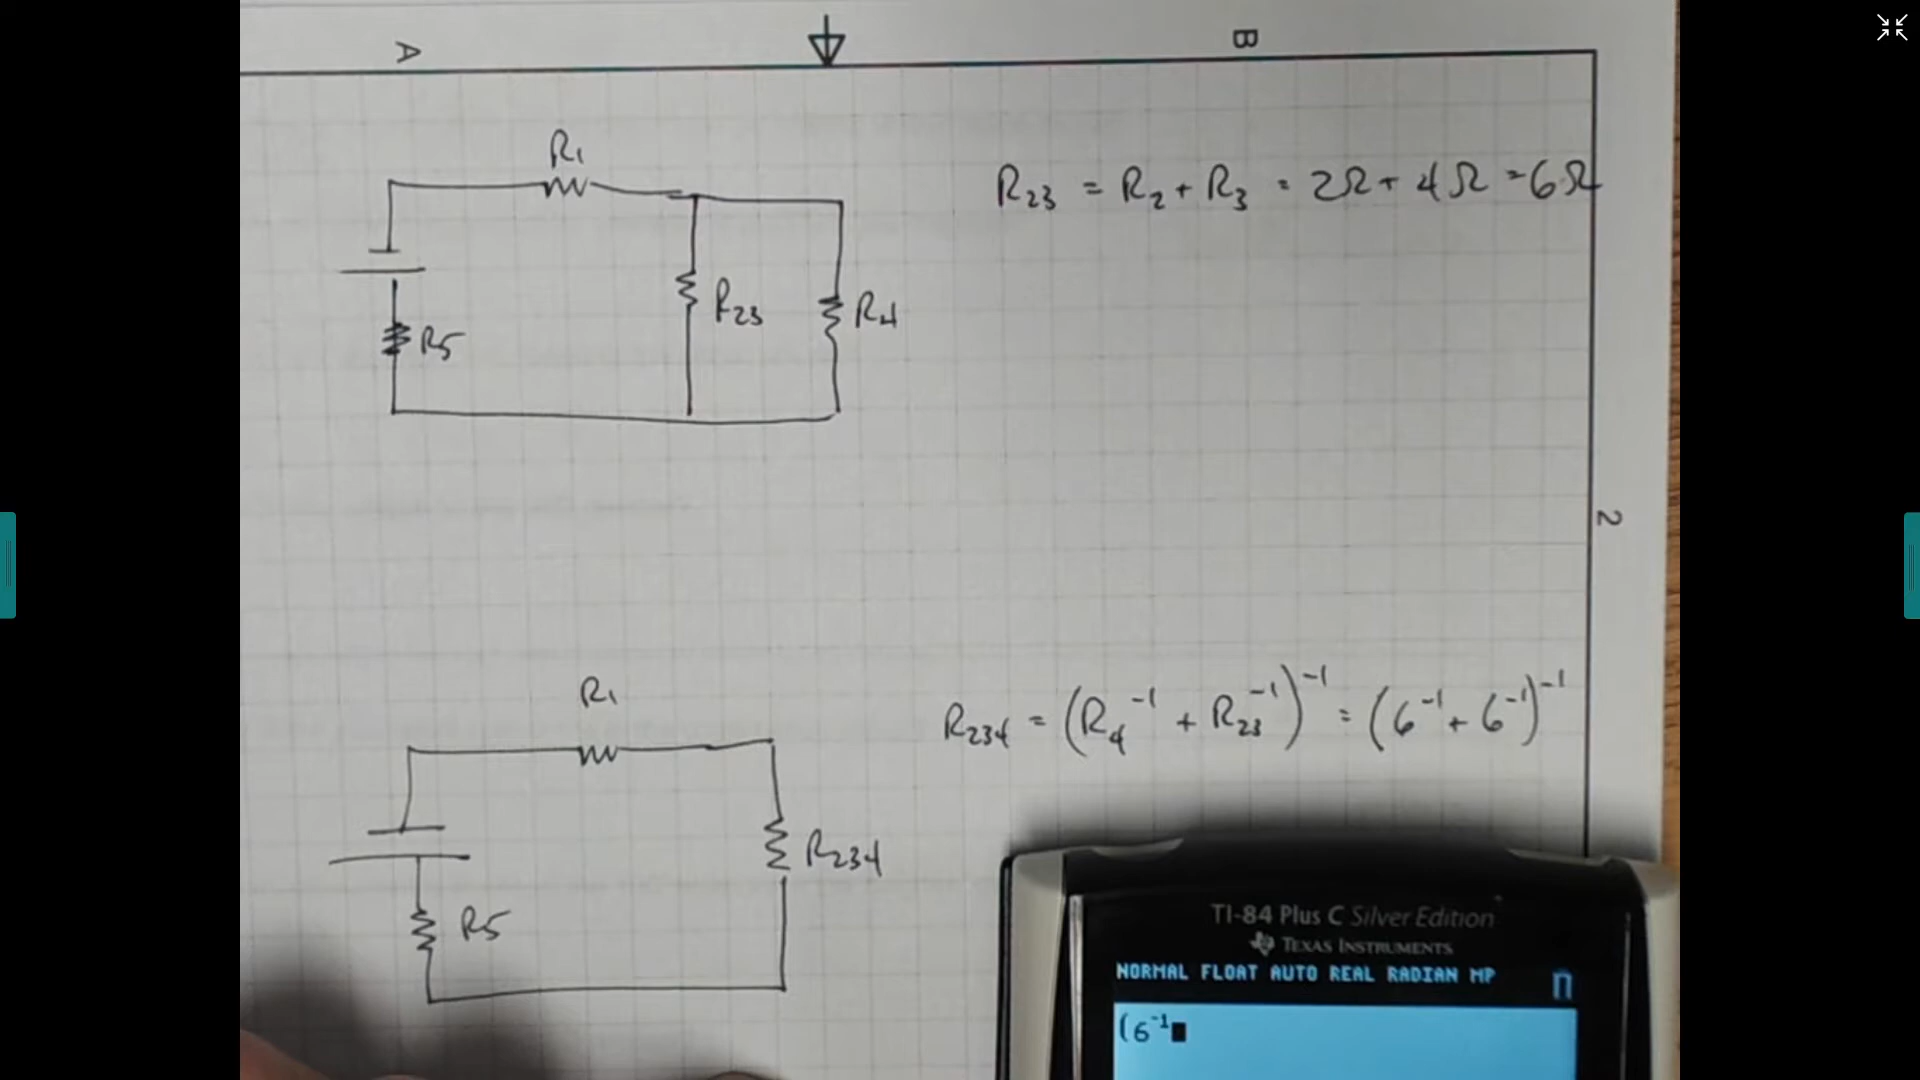 A
B
R₁
R₂₃ = R₂ + R₃ = 2Ω + 4Ω = 6Ω
R₂₃
R₄
R5
2
R₁
R₂₃₄ = (R₄⁻¹ + R₂₃⁻¹)⁻¹ = (6⁻¹ + 6⁻¹)⁻¹
R₂₃₄
R5
TI-84 Plus C Silver Edition
TEXAS INSTRUMENTS
NORMAL FLOAT AUTO REAL RADIAN MP
(6⁻¹